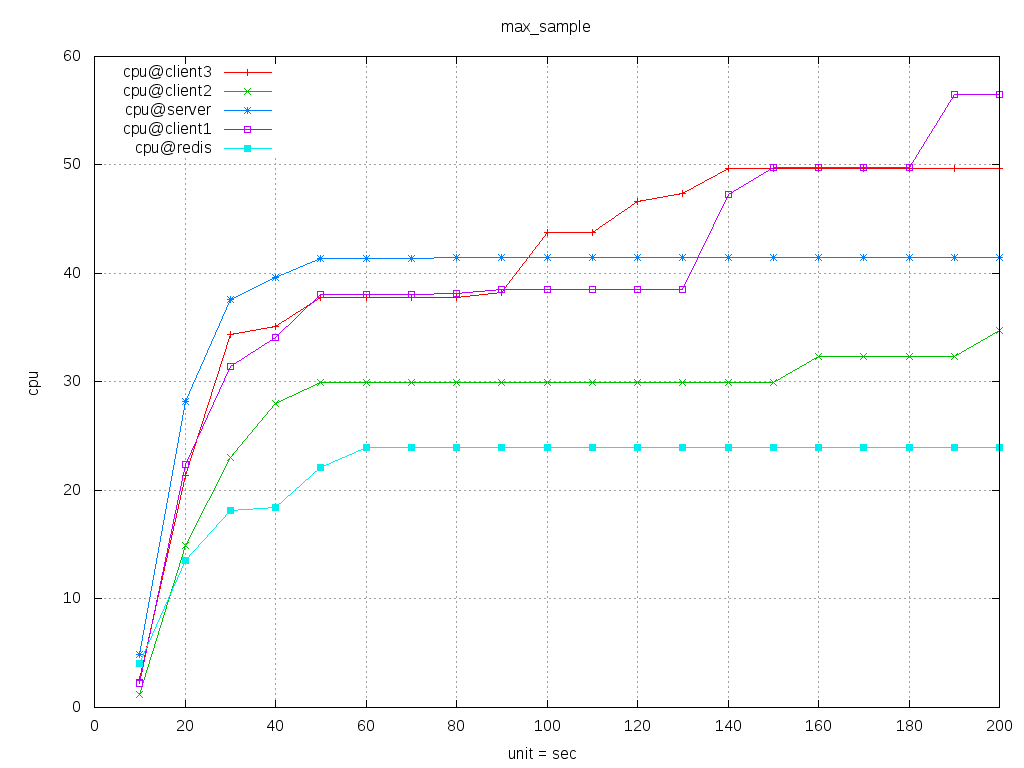 max_sample
cpu@client3
cpu@client2
cpu@server
cpu@client1
cpu@redis
60
50
40
30
20
10
0
cpu
0 20 40 60 80 100 120 140 160 180 200
unit = sec